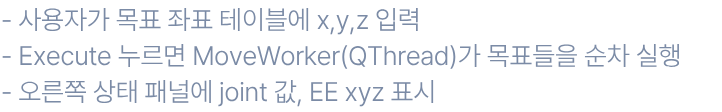 - 사용자가 목표 좌표 테이블에 x,y,z 입력
- Execute 누르면 MoveWorker(QThread)가 목표들을 순차 실행
- 오른쪽 상태 패널에 joint 값, EE xyz 표시